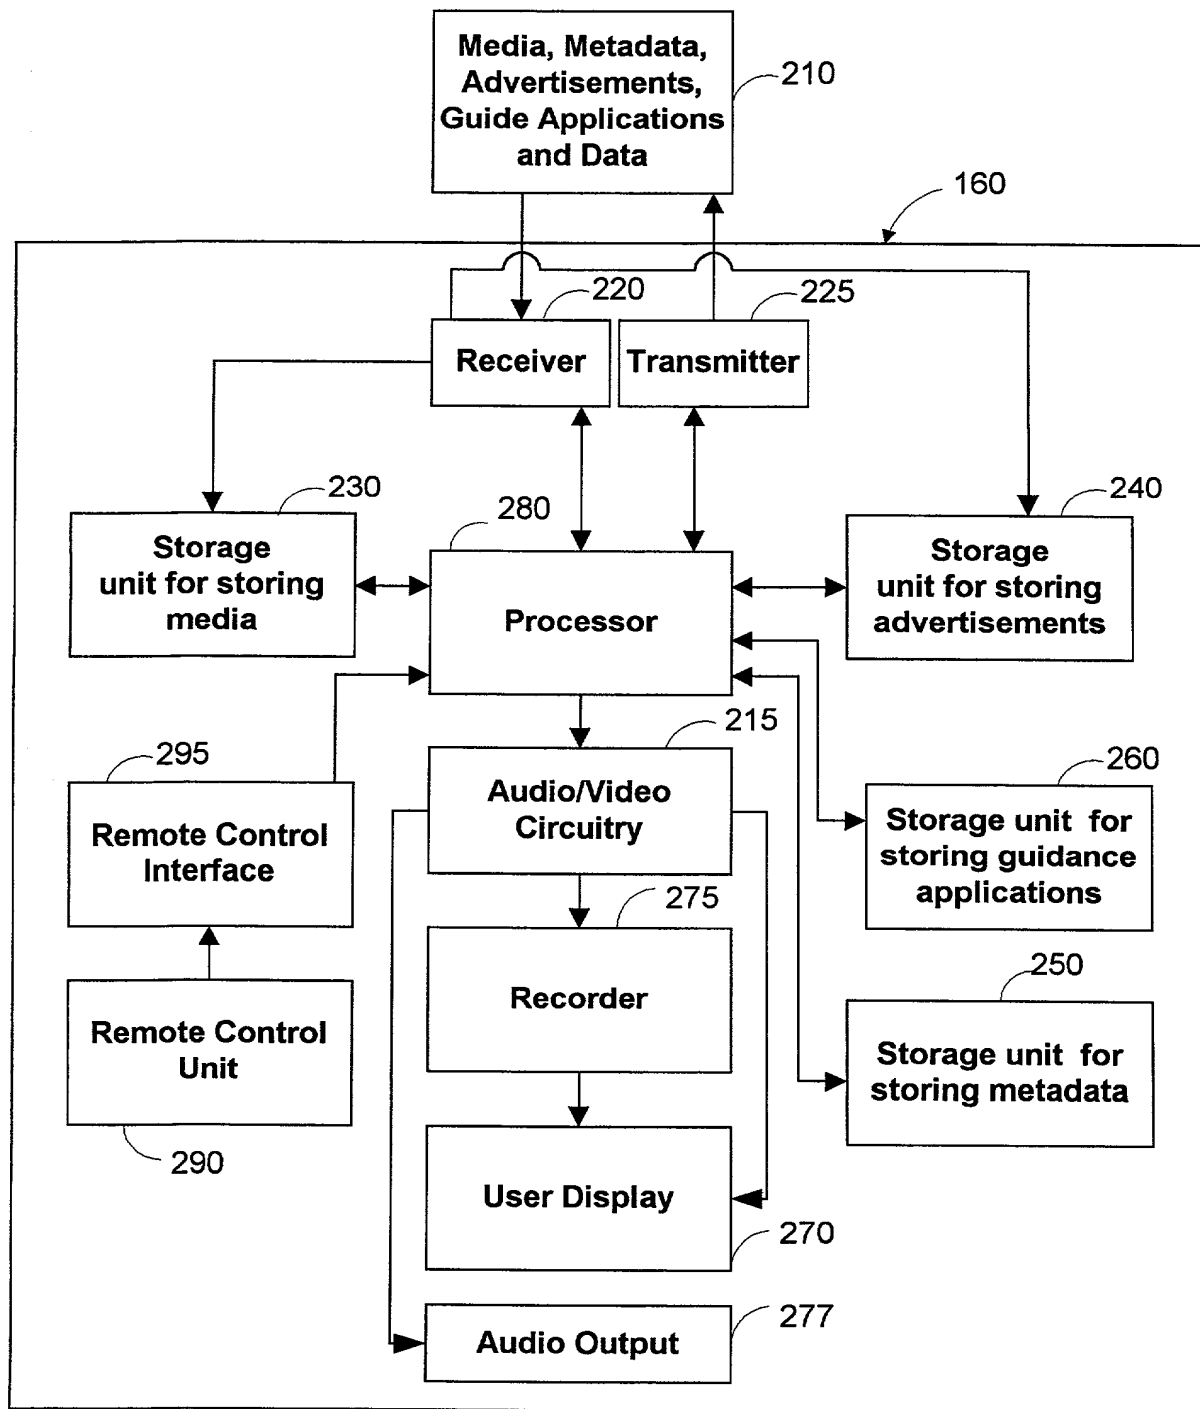 Media, Metadata,
Advertisements,
Guide Applications
and Data
210
160
220
225
Receiver
Transmitter
230
280
240
Storage
unit for storing
media
Processor
Storage
unit for storing
advertisements
215
295
260
Audio/Video
Circuitry
Remote Control
Interface
Storage unit for
storing guidance
applications
275
250
Recorder
Remote Control
Unit
Storage unit for
storing metadata
290
User Display
270
277
Audio Output